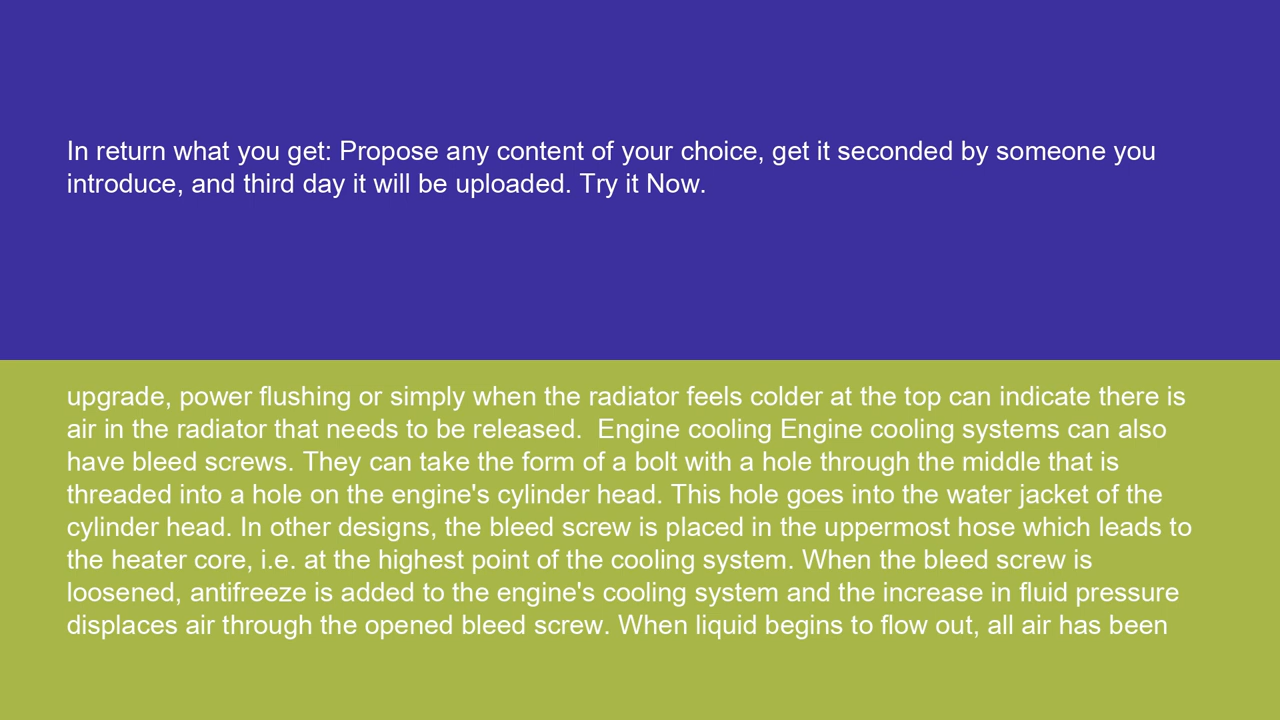 In return what you get: Propose any content of your choice, get it seconded by someone you
introduce, and third day it will be uploaded. Try it Now.
upgrade, power flushing or simply when the radiator feels colder at the top can indicate there is
air in the radiator that needs to be released.  Engine cooling Engine cooling systems can also
have bleed screws. They can take the form of a bolt with a hole through the middle that is
threaded into a hole on the engine's cylinder head. This hole goes into the water jacket of the
cylinder head. In other designs, the bleed screw is placed in the uppermost hose which leads to
the heater core, i.e. at the highest point of the cooling system. When the bleed screw is
loosened, antifreeze is added to the engine's cooling system and the increase in fluid pressure
displaces air through the opened bleed screw. When liquid begins to flow out, all air has been